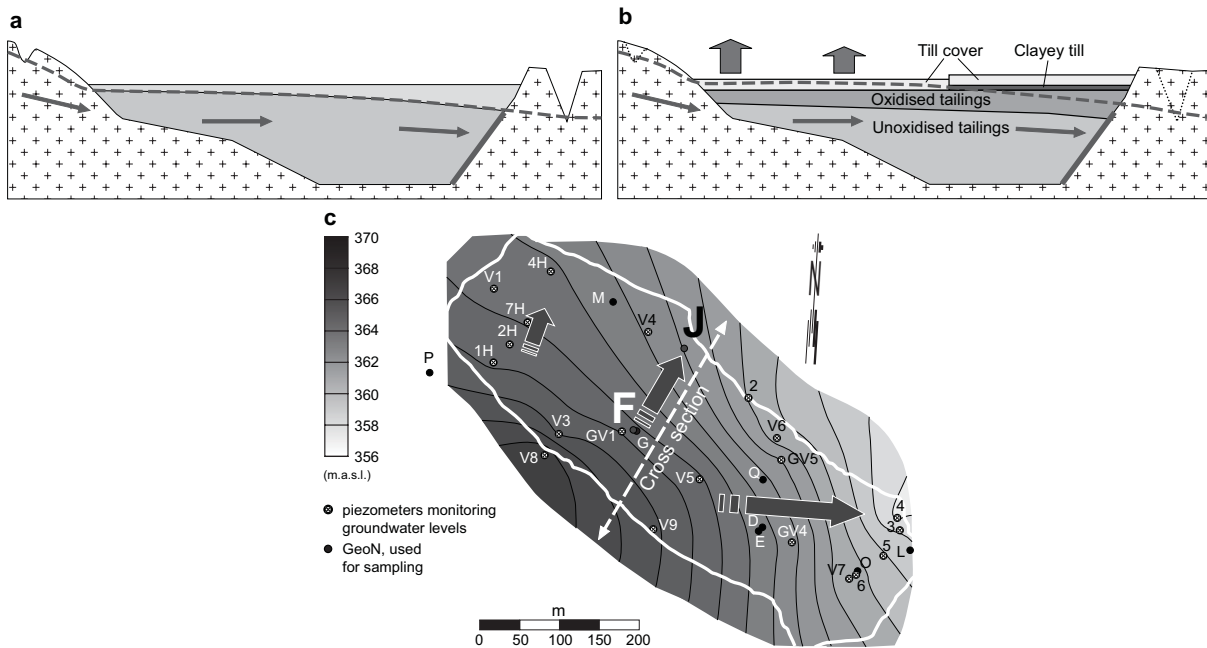 a
b
Till cover
Clayey till
Oxidised tailings
Unoxidised tailings
c
370
368
366
364
362
360
358
356
(m.a.s.l.)
piezometers monitoring
groundwater levels
GeoN, used
for sampling
N
4H
V1
M
7H
V4
J
2H
1H
P
2
F
V3
GV1
G
Cross section
V6
V8
GV5
V5
Q
4
D
3
V9
E
GV4
5
L
V7
O
6
m
0
50
100
150
200